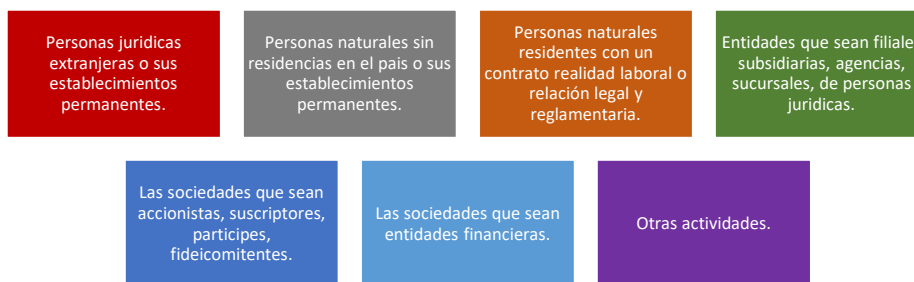 Personas juridicas
extranjeras o sus
establecimientos
permanentes.
Personas naturales sin
residencias en el pais o sus
establecimientos
permanentes.
Personas naturales
residentes con un
contrato realidad laboral o
relación legal y
reglamentaria.
Entidades que sean filiale
subsidiarias, agencias,
sucursales, de personas
juridicas.
Las sociedades que sean
accionistas, suscriptores,
participes,
fideicomitentes.
Las sociedades que sean
entidades financieras.
Otras actividades.